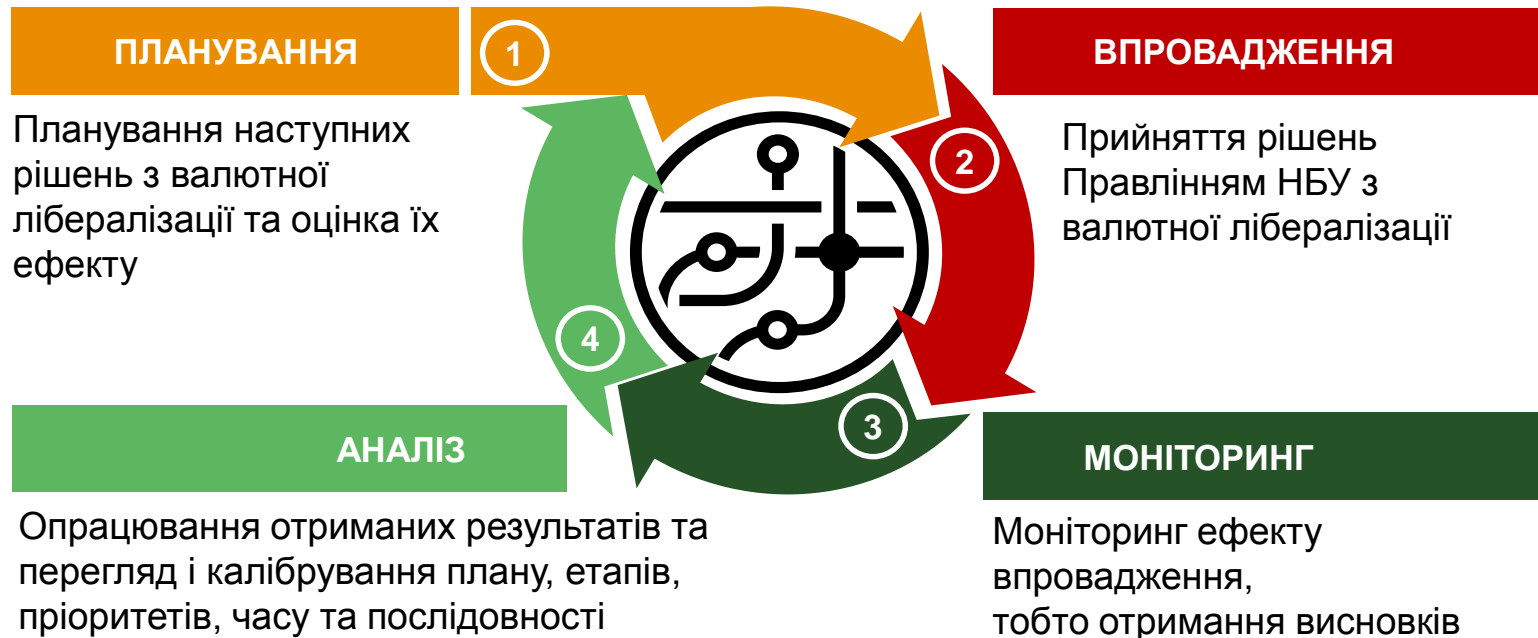 ПЛАНУВАННЯ
1
Планування наступних
рішень з валютної
лібералізації та оцінка їх
ефекту
ВПРОВАДЖЕННЯ
2
Прийняття рішень
Правлінням НБУ з
валютної лібералізації
3
МОНІТОРИНГ
Моніторинг ефекту
впровадження,
тобто отримання висновків
4
АНАЛІЗ
Опрацювання отриманих результатів та
перегляд і калібрування плану, етапів,
пріоритетів, часу та послідовності